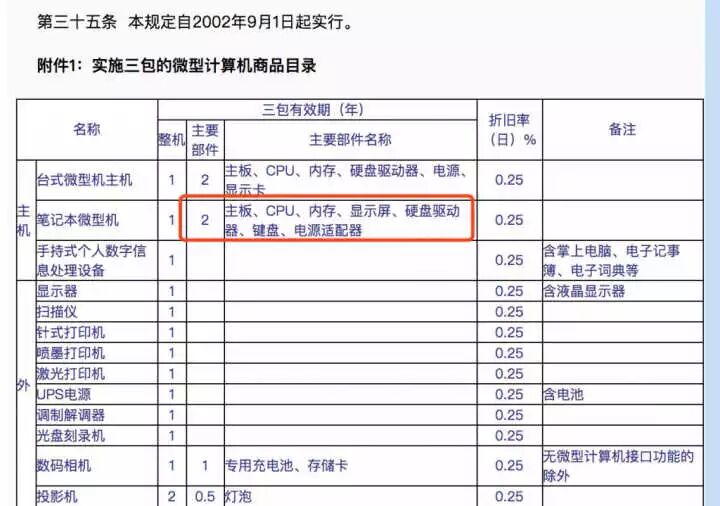 第三十五条 本规定自2002年9月1日起实行。
附件1：实施三包的微型计算机商品目录
名称 三包有效期（年） 折旧率（日）% 备注
整机 主要部件 主要部件名称
主机
台式微型机主机 1 2 主板、CPU、内存、硬盘驱动器、电源、显示卡 0.25
笔记本微型机 1 2 主板、CPU、内存、显示屏、硬盘驱动器、键盘、电源适配器 0.25
手持式个人数字信息处理设备 1 0.25 含掌上电脑、电子记事簿、电子词典等
外
显示器 1 0.25 含液晶显示器
扫描仪 1 0.25
针式打印机 1 0.25
喷墨打印机 1 0.25
激光打印机 1 0.25
UPS电源 1 0.25 含电池
调制解调器 1 0.25
光盘刻录机 1 0.25
数码相机 1 1 专用充电池、存储卡 0.25 无微型计算机接口功能的除外
投影机 2 0.5 灯泡 0.25